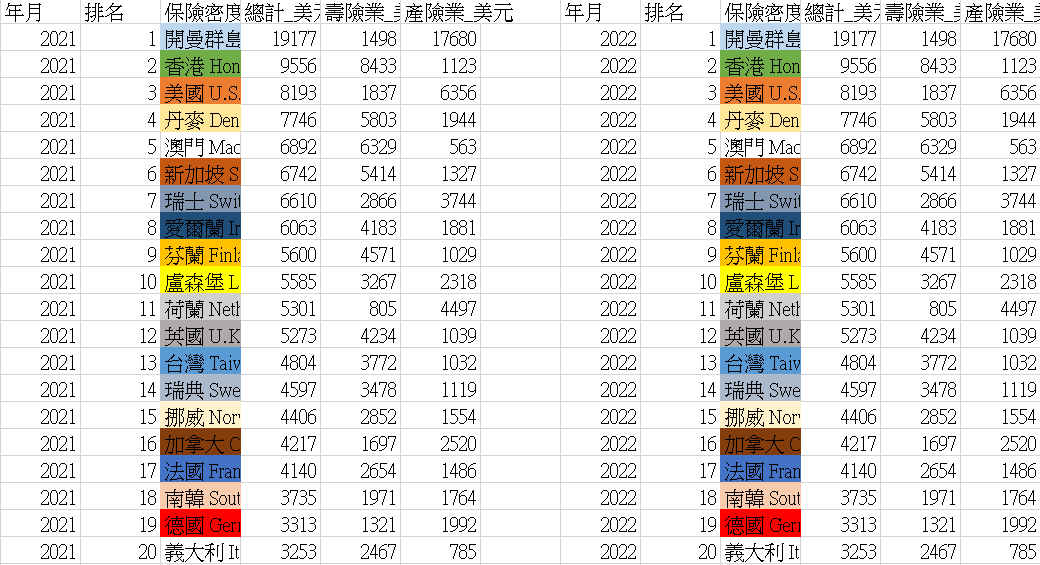 年月 排名 保險密度 總計_美元 壽險業_美 產險業_美元 年月 排名 保險密度 總計_美元 壽險業_美 產險業_美元
2021 1 開曼群島 19177 1498 17680 2022 1 開曼群島 19177 1498 17680
2021 2 香港 Hon 9556 8433 1123 2022 2 香港 Hon 9556 8433 1123
2021 3 美國 U.S. 8193 1837 6356 2022 3 美國 U.S. 8193 1837 6356
2021 4 丹麥 Den 7746 5803 1944 2022 4 丹麥 Den 7746 5803 1944
2021 5 澳門 Mac 6892 6329 563 2022 5 澳門 Mac 6892 6329 563
2021 6 新加坡 S 6742 5414 1327 2022 6 新加坡 S 6742 5414 1327
2021 7 瑞士 Swit 6610 2866 3744 2022 7 瑞士 Swit 6610 2866 3744
2021 8 愛爾蘭 Ir 6063 4183 1881 2022 8 愛爾蘭 Ir 6063 4183 1881
2021 9 芬蘭 Finla 5600 4571 1029 2022 9 芬蘭 Finla 5600 4571 1029
2021 10 盧森堡 L 5585 3267 2318 2022 10 盧森堡 L 5585 3267 2318
2021 11 荷蘭 Neth 5301 805 4497 2022 11 荷蘭 Neth 5301 805 4497
2021 12 英國 U.K 5273 4234 1039 2022 12 英國 U.K 5273 4234 1039
2021 13 台灣 Taiw 4804 3772 1032 2022 13 台灣 Taiw 4804 3772 1032
2021 14 瑞典 Swe 4597 3478 1119 2022 14 瑞典 Swe 4597 3478 1119
2021 15 挪威 Nor 4406 2852 1554 2022 15 挪威 Nor 4406 2852 1554
2021 16 加拿大 C 4217 1697 2520 2022 16 加拿大 C 4217 1697 2520
2021 17 法國 Fran 4140 2654 1486 2022 17 法國 Fran 4140 2654 1486
2021 18 南韓 Sout 3735 1971 1764 2022 18 南韓 Sout 3735 1971 1764
2021 19 德國 Ger 3313 1321 1992 2022 19 德國 Ger 3313 1321 1992
2021 20 義大利 It 3253 2467 785 2022 20 義大利 It 3253 2467 785